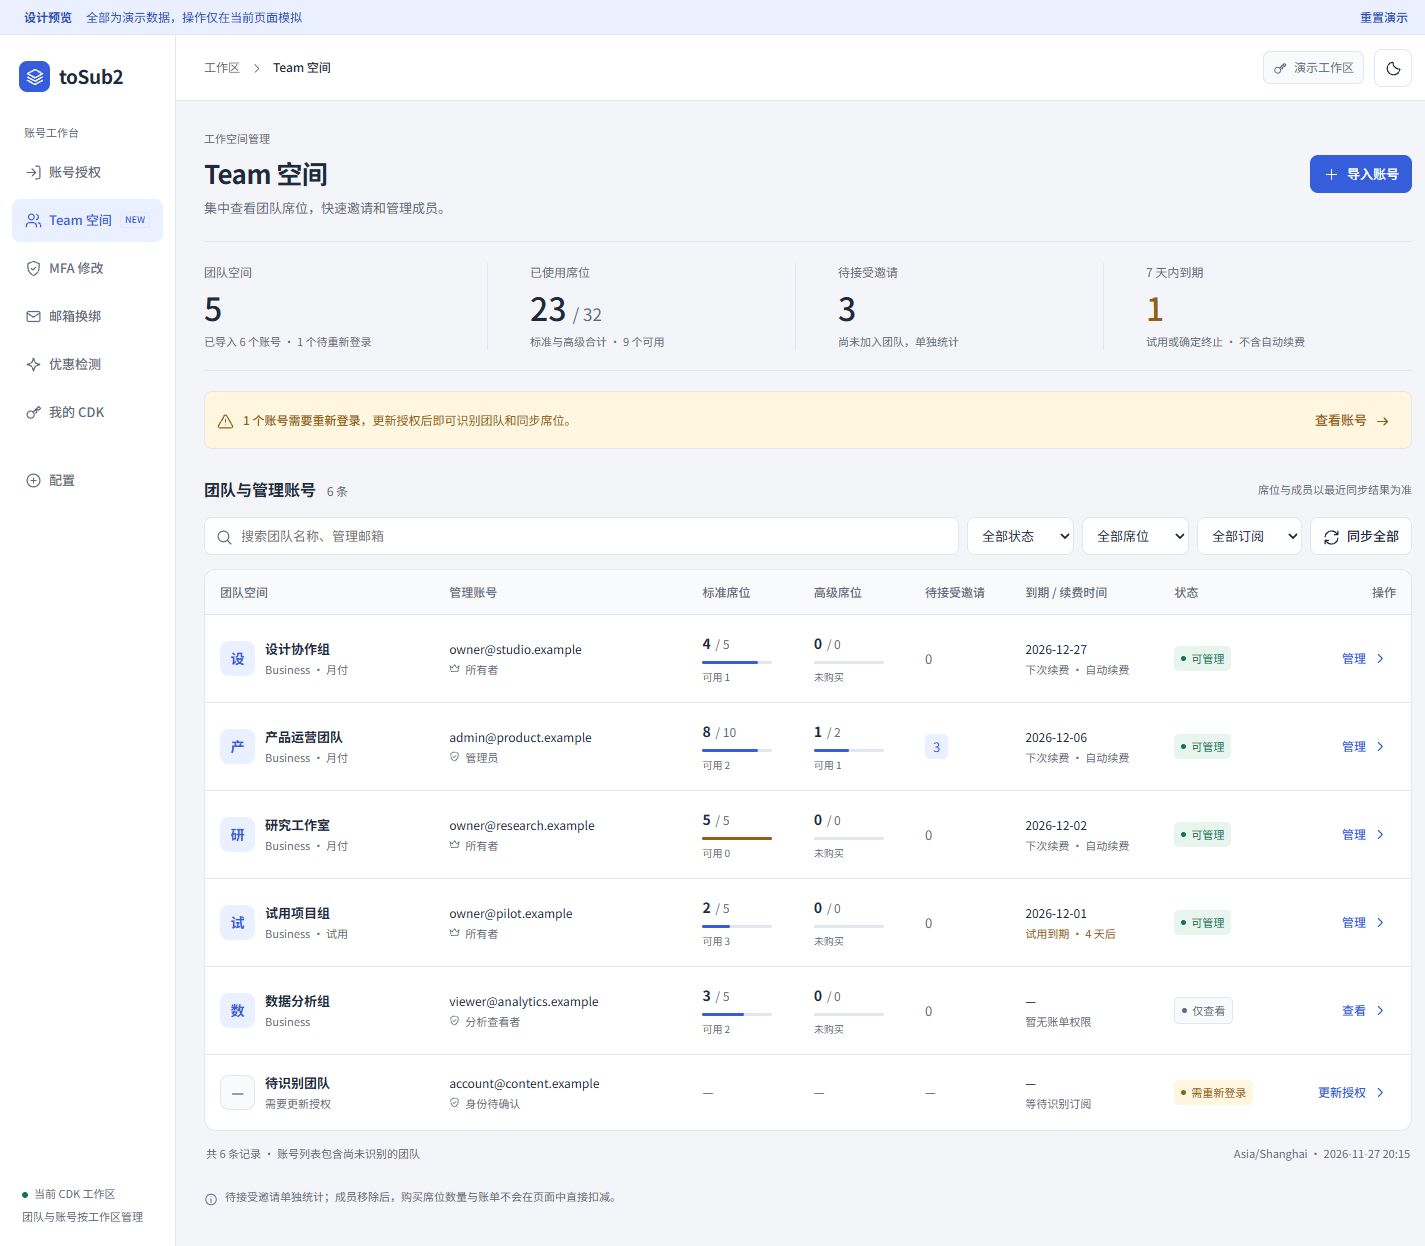 设计预览 全部为演示数据，操作仅在当前页面模拟 重置演示
toSub2
账号工作台
账号授权
Team 空间 NEW
MFA 修改
邮箱换绑
优惠检测
我的 CDK
配置
当前 CDK 工作区
团队与账号按工作区管理
工作区 Team 空间 演示工作区
工作空间管理
Team 空间
集中查看团队席位，快速邀请和管理成员。
导入账号
团队空间
5
已导入 6 个账号 · 1 个待重新登录
已使用席位
23 / 32
标准与高级合计 · 9 个可用
待接受邀请
3
尚未加入团队，单独统计
7 天内到期
1
试用或确定终止 · 不含自动续费
1 个账号需要重新登录，更新授权后即可识别团队和同步席位。 查看账号
团队与管理账号 6 条 席位与成员以最近同步结果为准
搜索团队名称、管理邮箱 全部状态 全部席位 全部订阅 同步全部
团队空间 管理账号 标准席位 高级席位 待接受邀请 到期 / 续费时间 状态 操作
设 设计协作组 owner@studio.example 4 / 5 0 / 0 0 2026-12-27 可管理 管理
Business · 月付 所有者 可用 1 未购买 下次续费 · 自动续费
产 产品运营团队 admin@product.example 8 / 10 1 / 2 3 2026-12-06 可管理 管理
Business · 月付 管理员 可用 2 可用 1 下次续费 · 自动续费
研 研究工作室 owner@research.example 5 / 5 0 / 0 0 2026-12-02 可管理 管理
Business · 月付 所有者 可用 0 未购买 下次续费 · 自动续费
试 试用项目组 owner@pilot.example 2 / 5 0 / 0 0 2026-12-01 可管理 管理
Business · 试用 所有者 可用 3 未购买 试用到期 · 4 天后
数 数据分析组 viewer@analytics.example 3 / 5 0 / 0 0 — 仅查看 查看
Business 分析查看者 可用 2 未购买 暂无账单权限
— 待识别团队 account@content.example — — — — 需重新登录 更新授权
需要更新授权 身份待确认 等待识别订阅
共 6 条记录 · 账号列表包含尚未识别的团队 Asia/Shanghai · 2026-11-27 20:15
待接受邀请单独统计；成员移除后，购买席位数量与账单不会在页面中直接扣减。